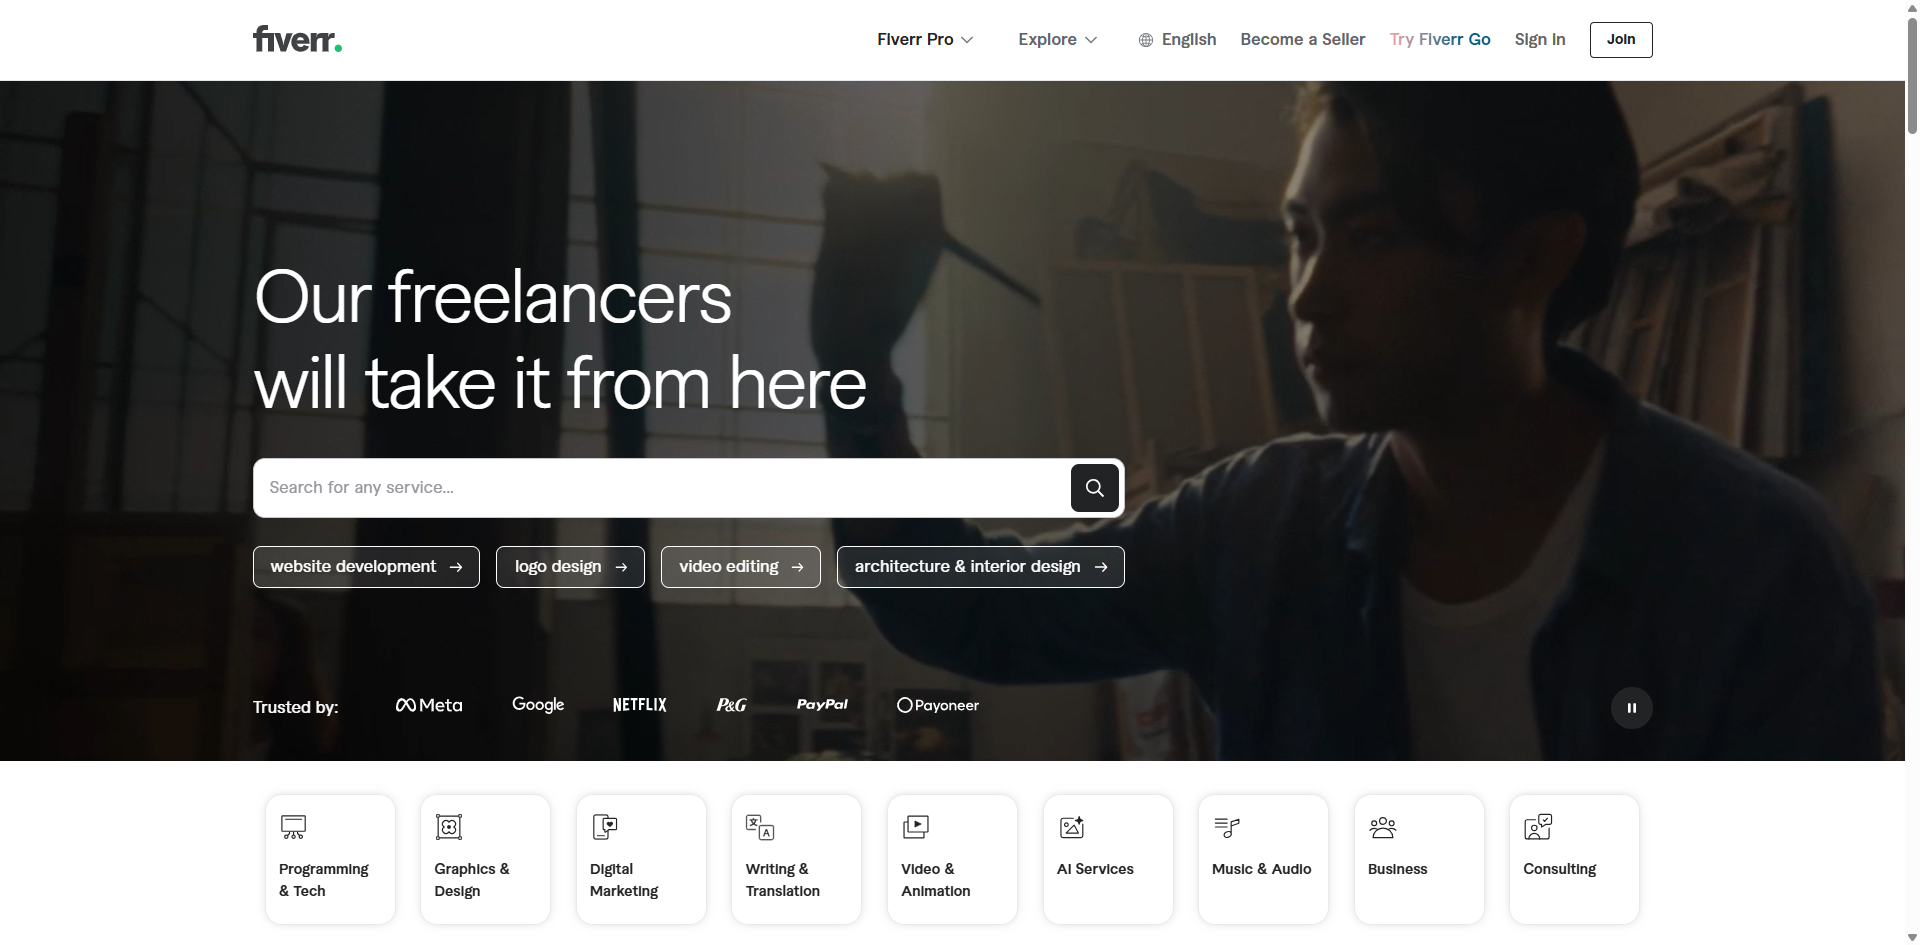 fiverr.
Fiverr Pro
Explore
English
Become a Seller
Try Fiverr Go
Sign in
Join
Our freelancers
will take it from here
Search for any service...
website development →
logo design →
video editing →
architecture & interior design →
Trusted by:
Meta
Google
NETFLIX
P&G
PayPal
Payoneer
Programming
& Tech
Graphics &
Design
Digital
Marketing
Writing &
Translation
Video &
Animation
AI Services
Music & Audio
Business
Consulting